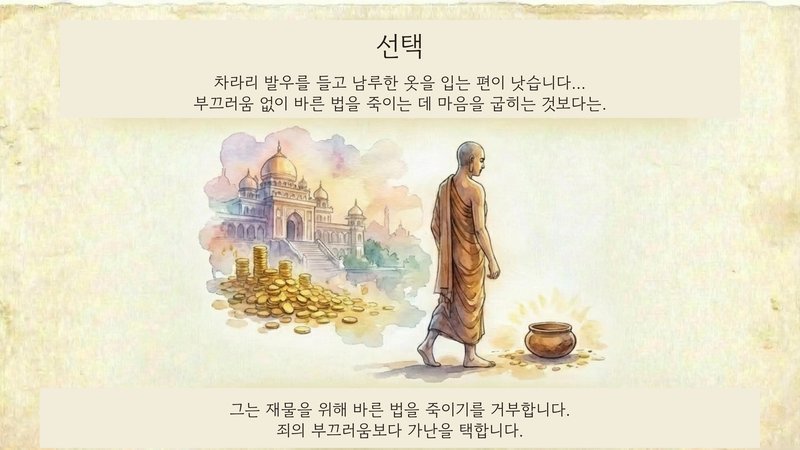 선택
차라리 발우를 들고 남루한 옷을 입는 편이 낫습니다...
부끄러움 없이 바른 법을 죽이는 데 마음을 굽히는 것보다는.
그는 재물을 위해 바른 법을 죽이기를 거부합니다.
죄의 부끄러움보다 가난을 택합니다.